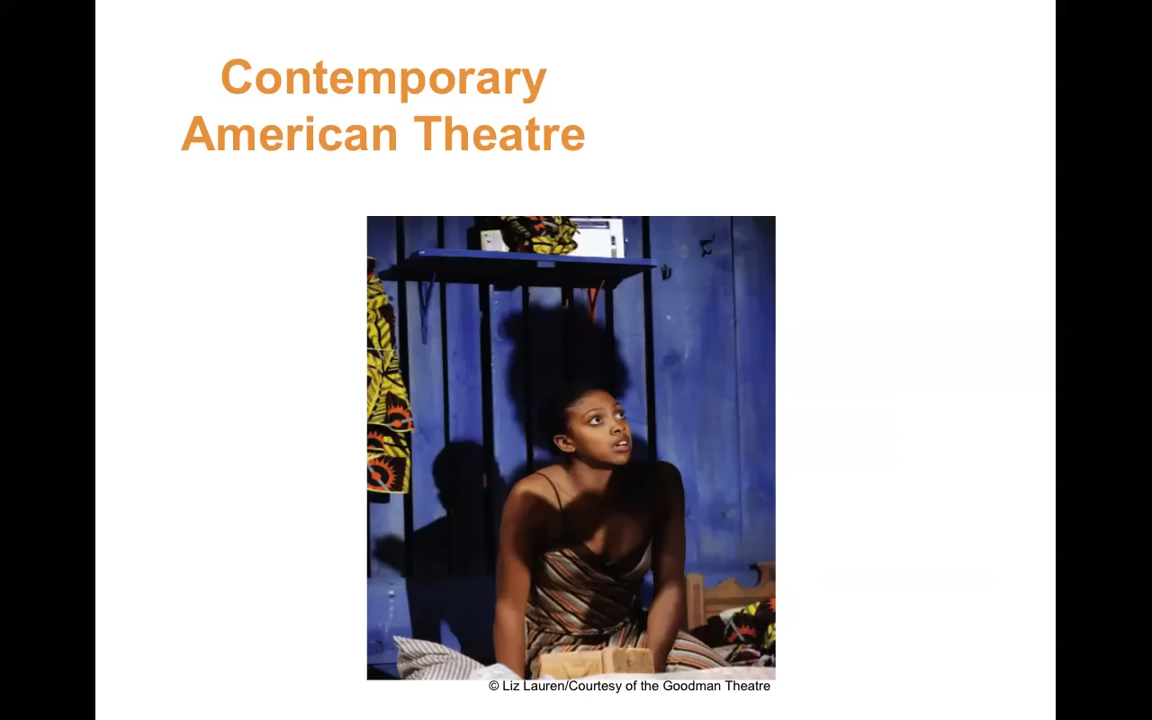 Contemporary
American Theatre
© Liz Lauren/Courtesy of the Goodman Theatre